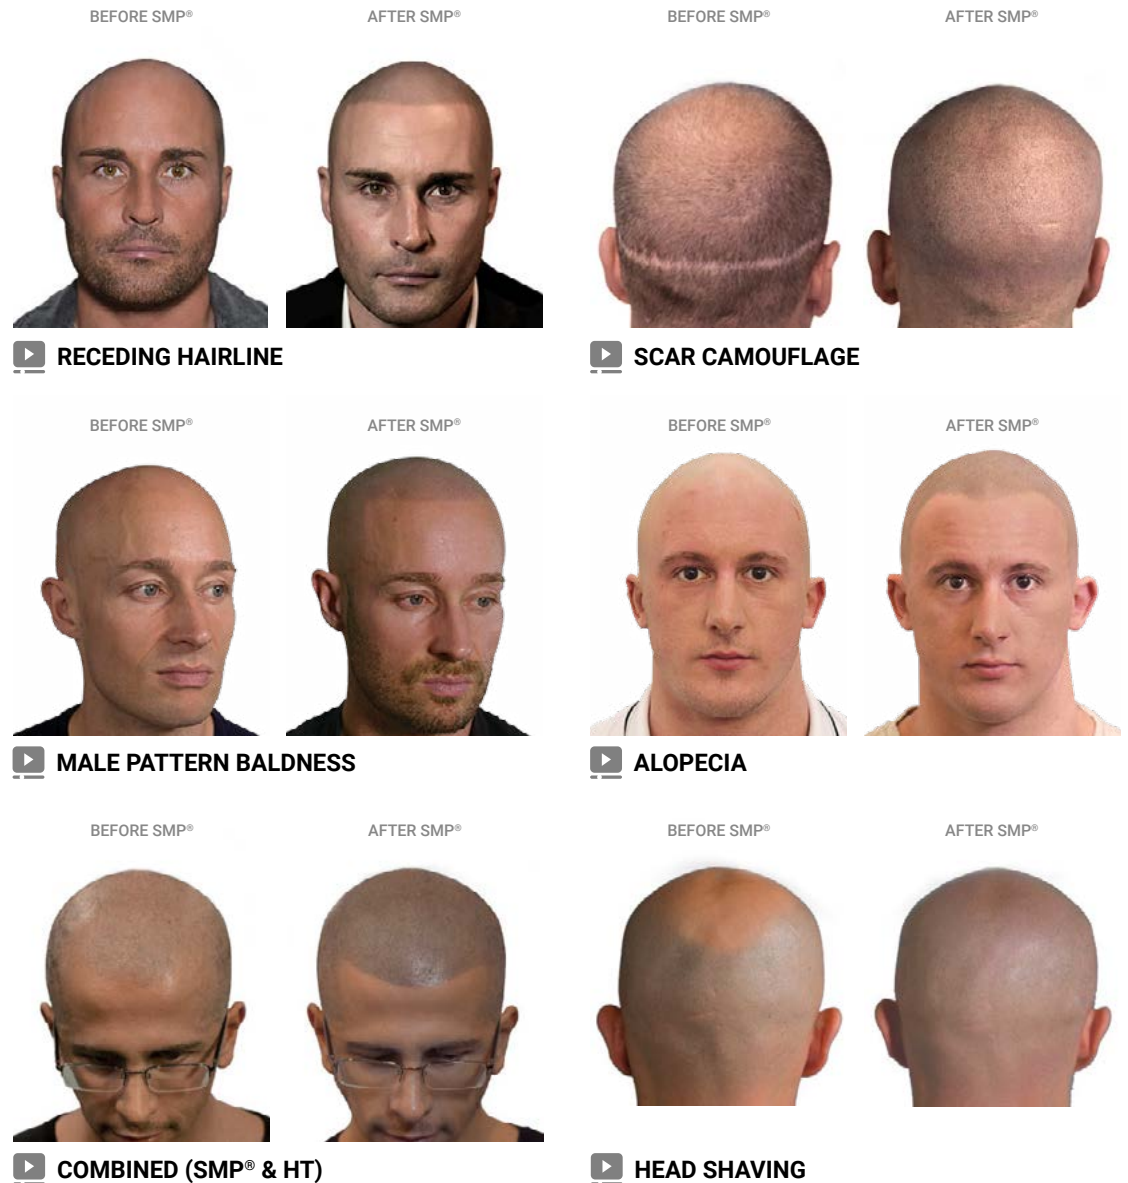 BEFORE SMP®
AFTER SMP®
BEFORE SMP®
AFTER SMP®
RECEDING HAIRLINE
SCAR CAMOUFLAGE
BEFORE SMP®
AFTER SMP®
BEFORE SMP®
AFTER SMP®
MALE PATTERN BALDNESS
ALOPECIA
BEFORE SMP®
AFTER SMP®
BEFORE SMP®
AFTER SMP®
COMBINED (SMP® & HT)
HEAD SHAVING